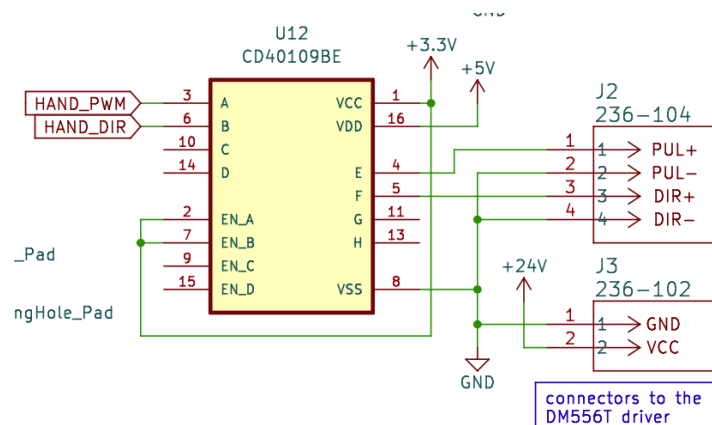 GND
U12
CD40109BE
+3.3V
+5V
HAND_PWM
HAND_DIR
3 A VCC 1
6 B VDD 16
10 C
14 D E 4
F 5
2 EN_A G 11
7 EN_B H 13
9 EN_C
15 EN_D VSS 8
_Pad
ngHole_Pad
J2
236-104
1 1 PUL+
2 2 PUL-
3 3 DIR+
4 4 DIR-
+24V
J3
236-102
1 1 GND
2 2 VCC
GND
connectors to the
DM556T driver